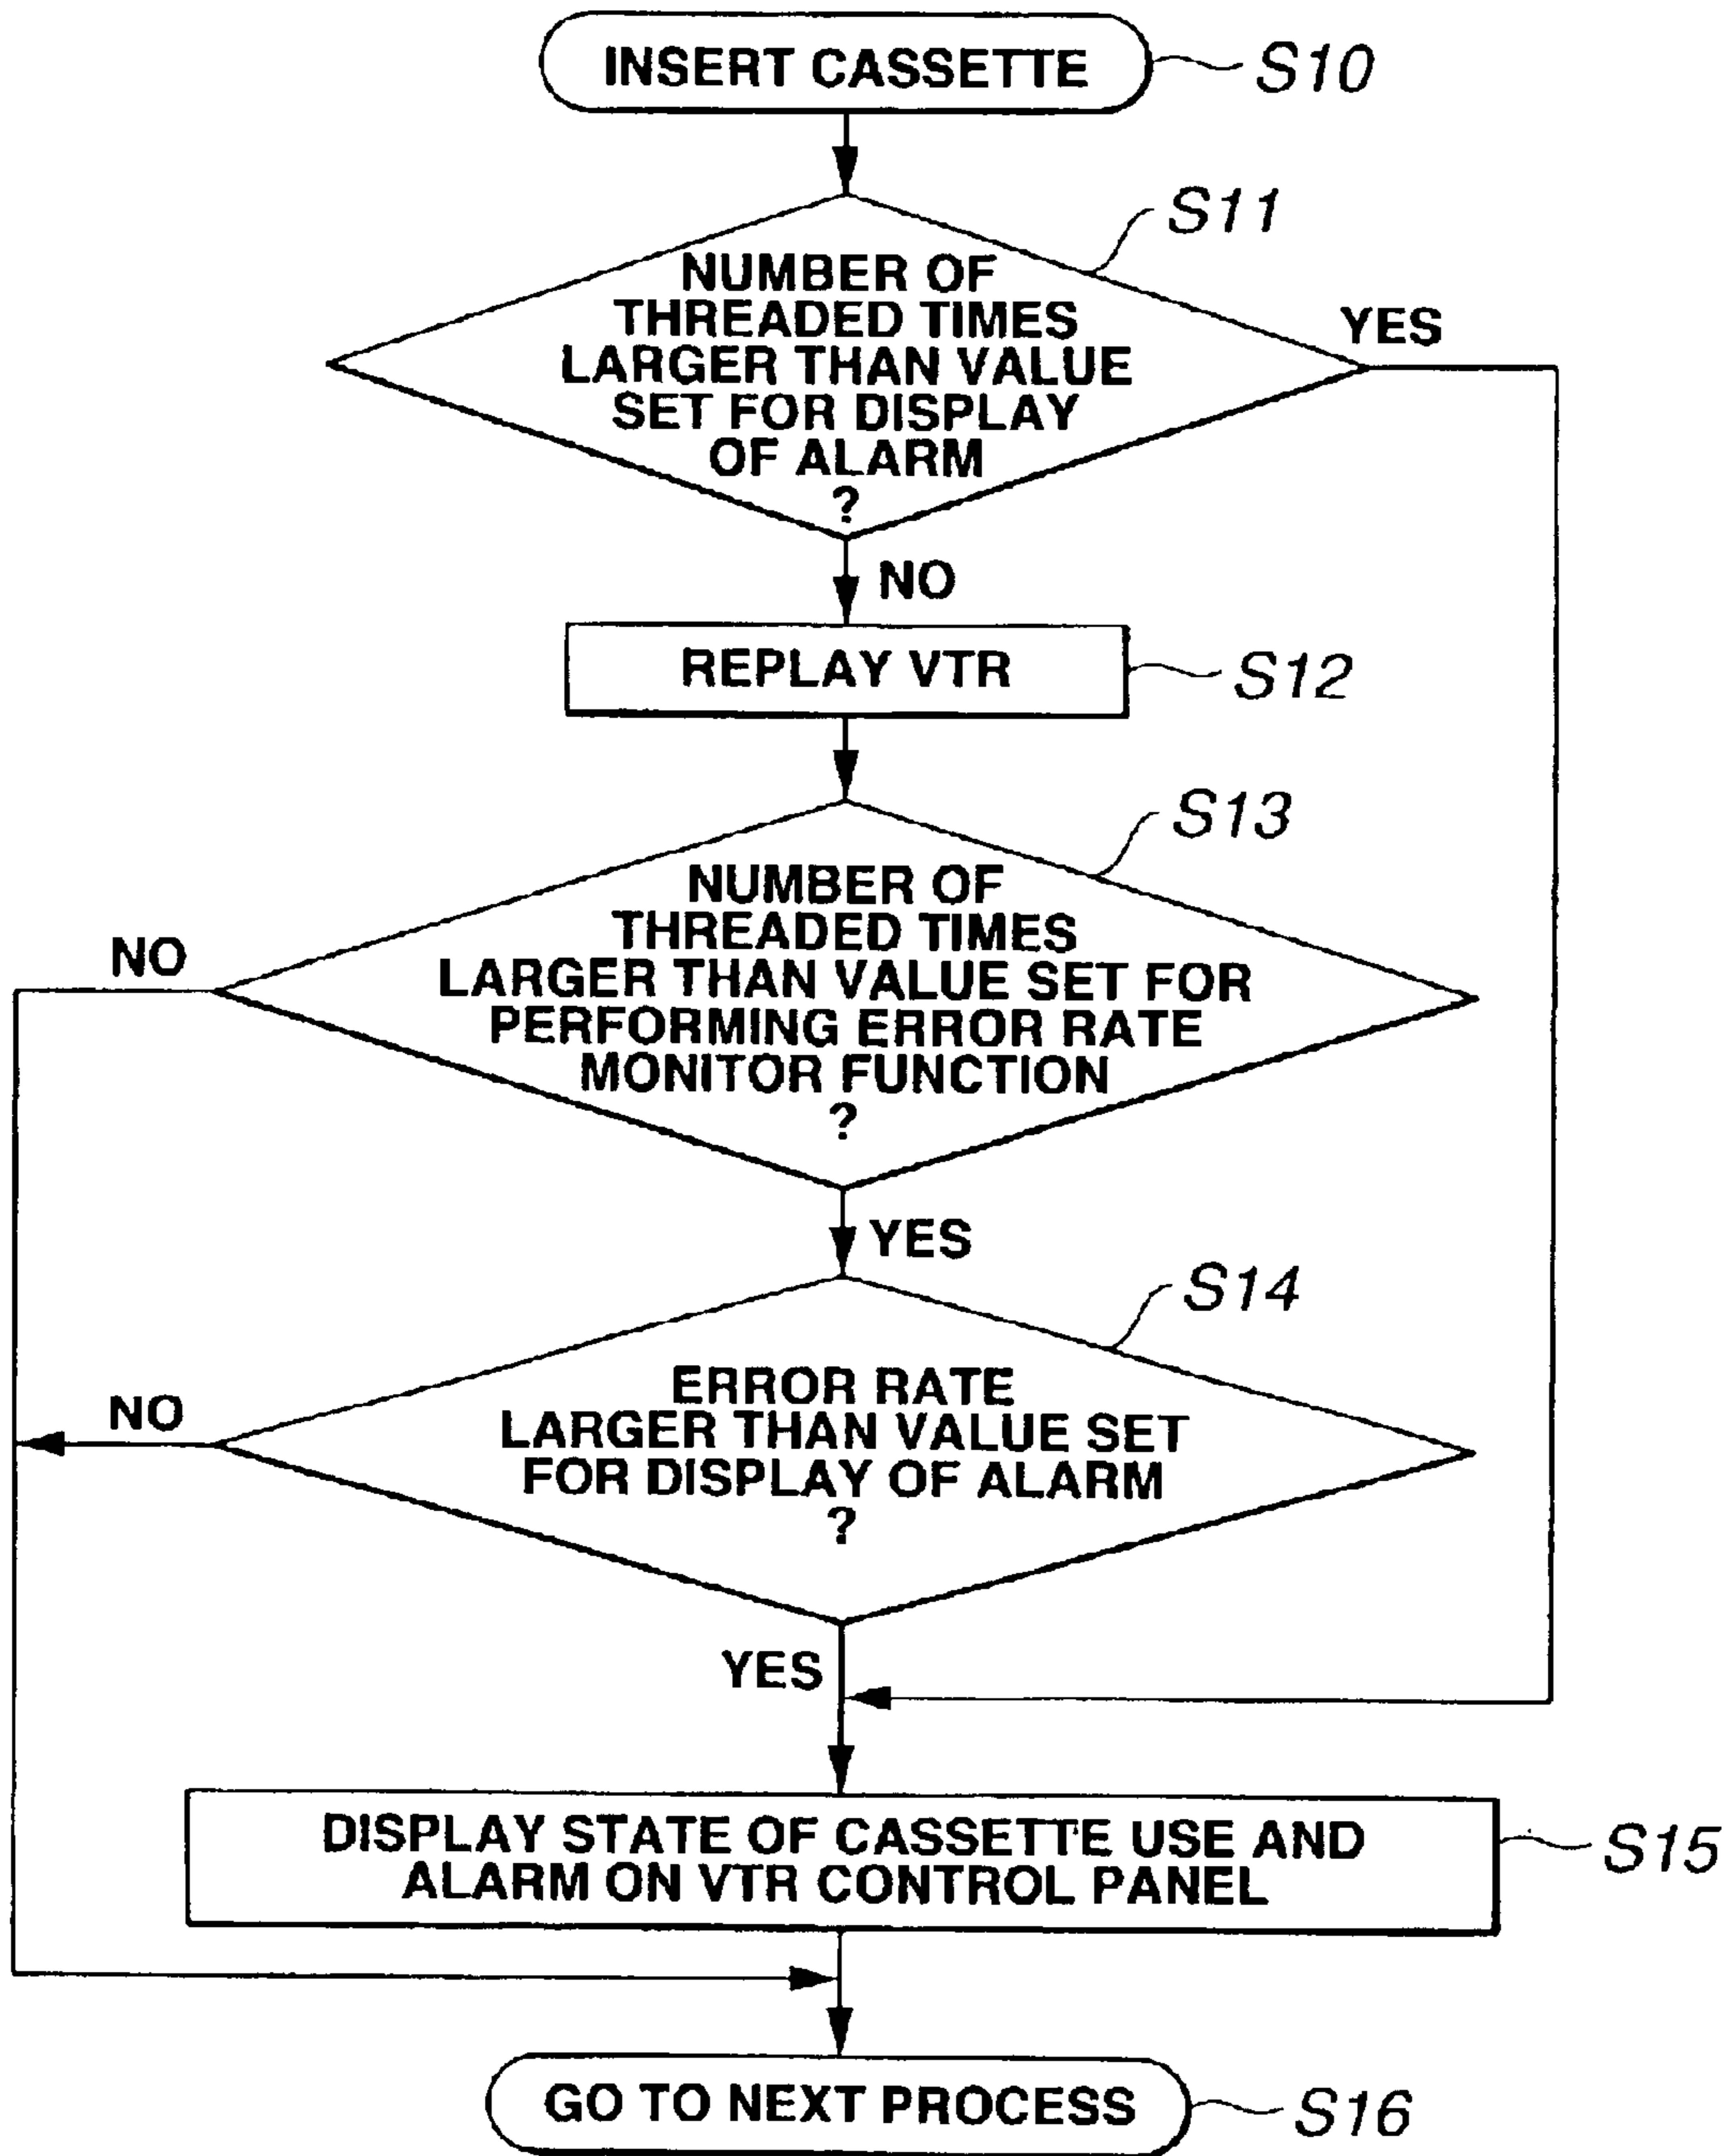 INSERT CASSETTE
S10
S11
NUMBER OF
THREADED TIMES
LARGER THAN VALUE
SET FOR DISPLAY
OF ALARM
?
YES
NO
REPLAY VTR
S12
S13
NUMBER OF
THREADED TIMES
LARGER THAN VALUE SET FOR
PERFORMING ERROR RATE
MONITOR FUNCTION
?
NO
YES
S14
ERROR RATE
LARGER THAN VALUE SET
FOR DISPLAY OF ALARM
?
NO
YES
DISPLAY STATE OF CASSETTE USE AND
ALARM ON VTR CONTROL PANEL
S15
GO TO NEXT PROCESS
S16